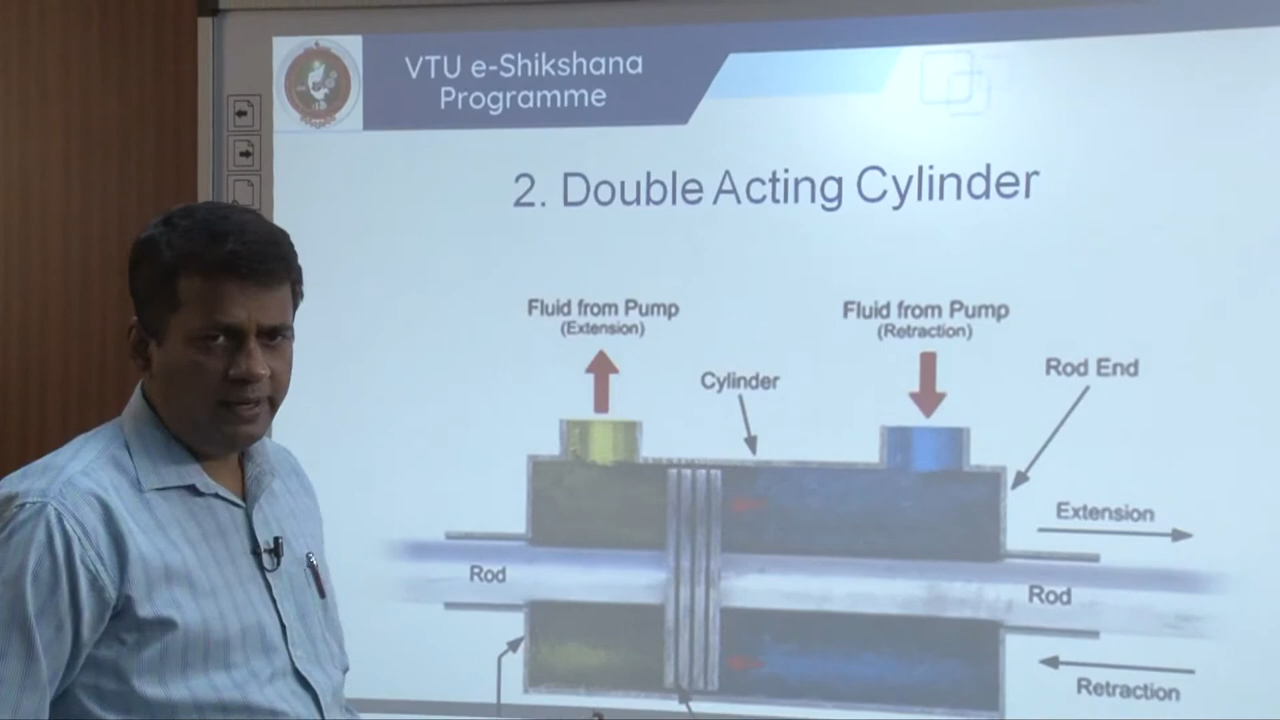 VTU e-Shikshana
Programme
2. Double Acting Cylinder
Fluid from Pump
(Extension)
Fluid from Pump
(Retraction)
Cylinder
Rod End
Extension
Rod
Rod
Retraction